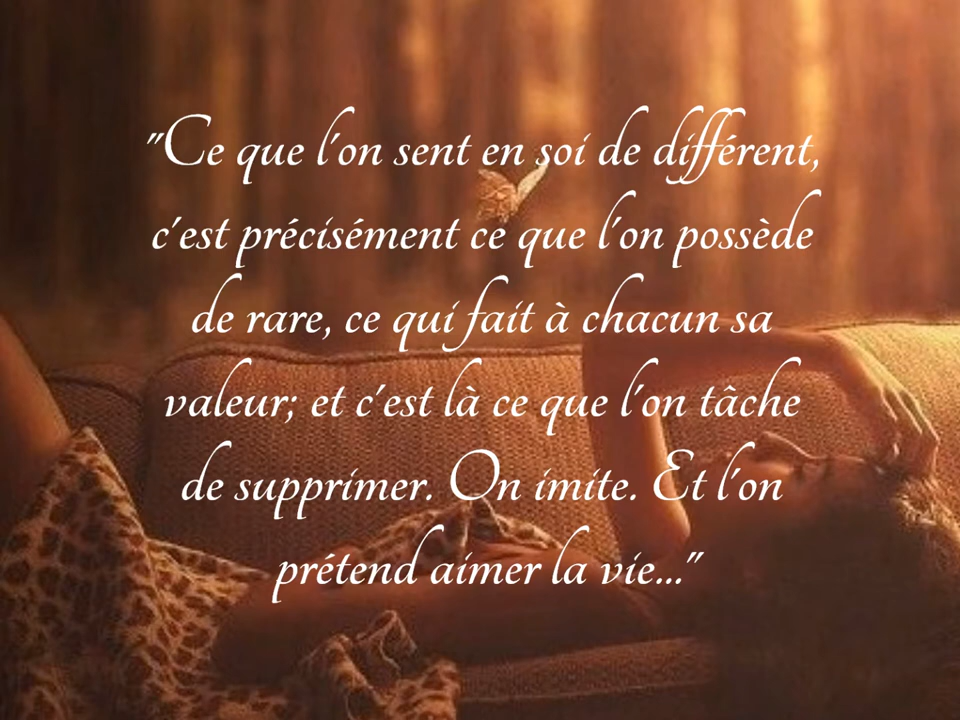 "Ce que l'on sent en soi de différent,
c'est précisément ce que l'on possède
de rare, ce qui fait à chacun sa
valeur; et c'est là ce que l'on tâche
de supprimer. On imite. Et l'on
prétend aimer la vie..."